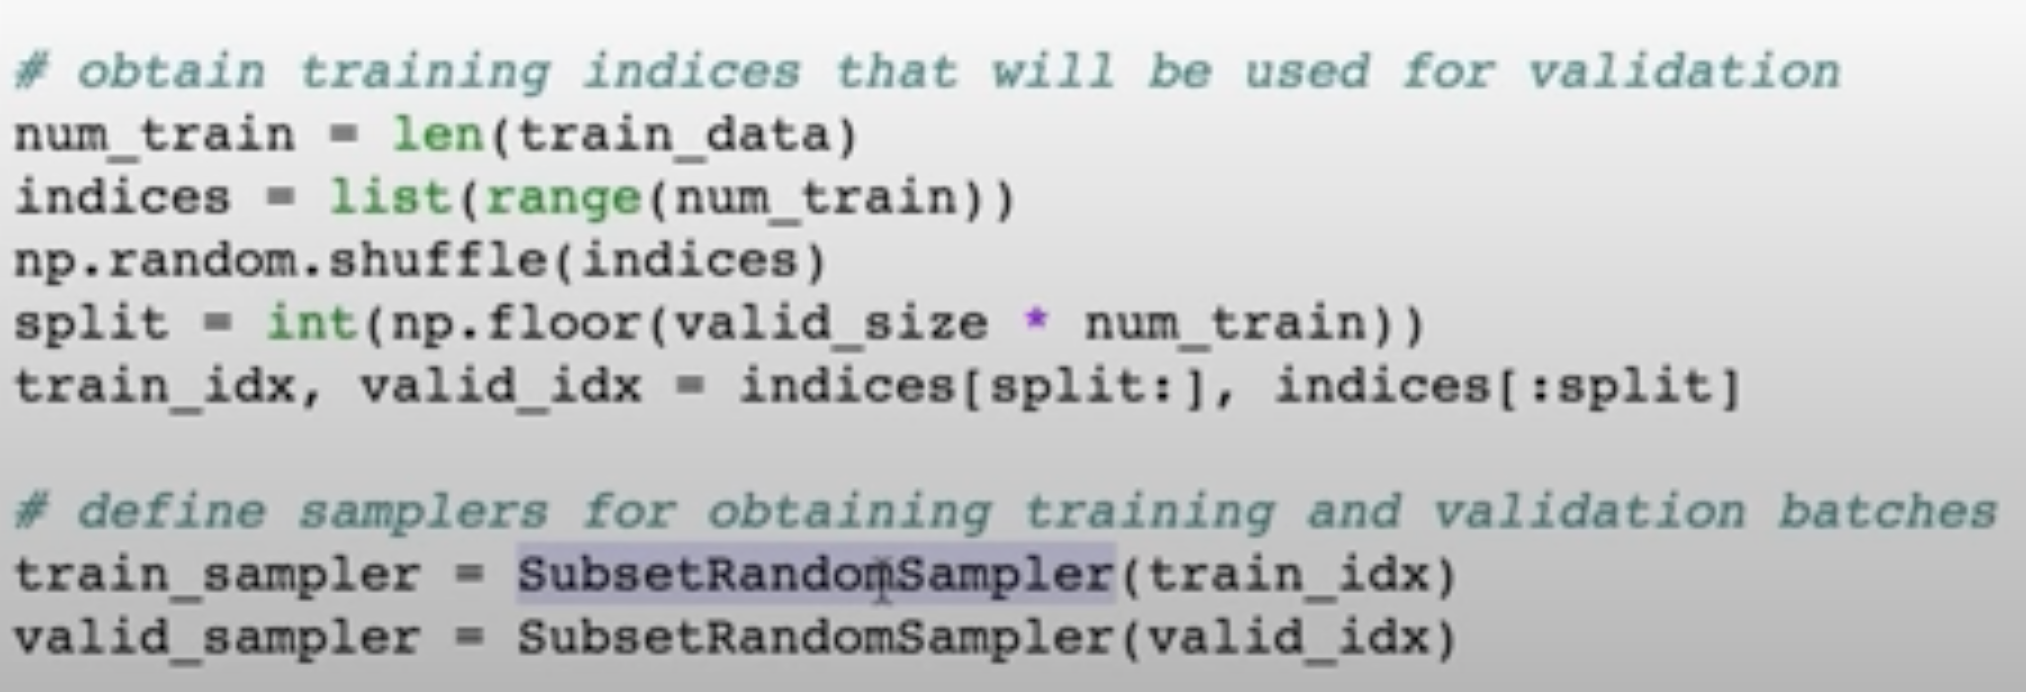 # obtain training indices that will be used for validation
num_train = len(train_data)
indices = list(range(num_train))
np.random.shuffle(indices)
split = int(np.floor(valid_size * num_train))
train_idx, valid_idx = indices[split:], indices[:split]
# define samplers for obtaining training and validation batches
train_sampler = SubsetRandomSampler(train_idx)
valid_sampler = SubsetRandomSampler(valid_idx)